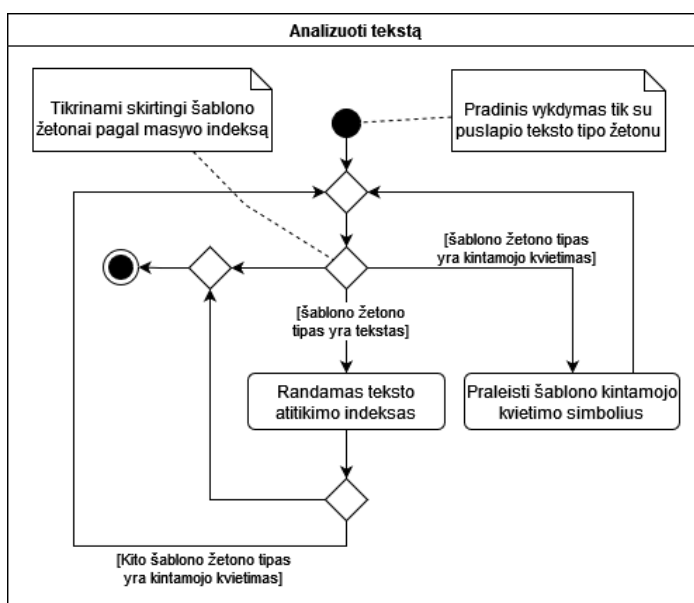 Analizuoti tekstą
Tikrinami skirtingi šablono
žetonai pagal masyvo indeksą
Pradinis vykdymas tik su
puslapio teksto tipo žetonu
[šablono žetono tipas
yra kintamojo kvietimas]
[šablono žetono
tipas yra tekstas]
Randamas teksto
atitikimo indeksas
Praleisti šablono kintamojo
kvietimo simbolius
[Kito šablono žetono tipas
yra kintamojo kvietimas]